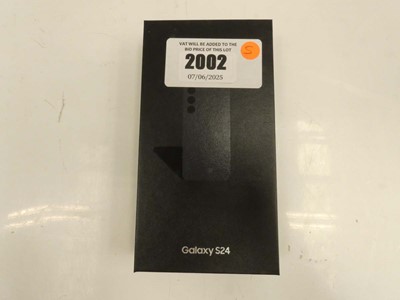 VAT WILL BE ADDED TO THE
BID PRICE OF THIS LOT
2002
07/06/2025
S
Galaxy S24